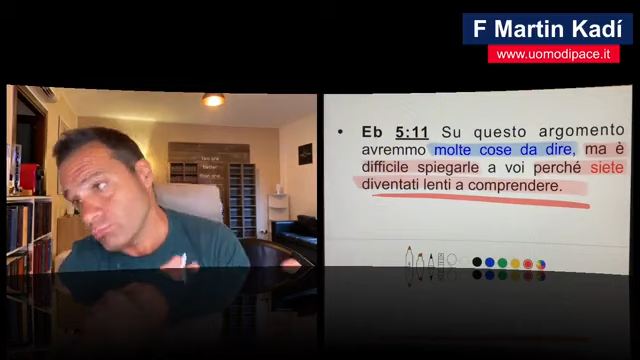 F Martin Kadí
www.uomodipace.it
• Eb 5:11 Su questo argomento
avremmo molte cose da dire, ma è
difficile spiegarle a voi perché siete
diventati lenti a comprendere.